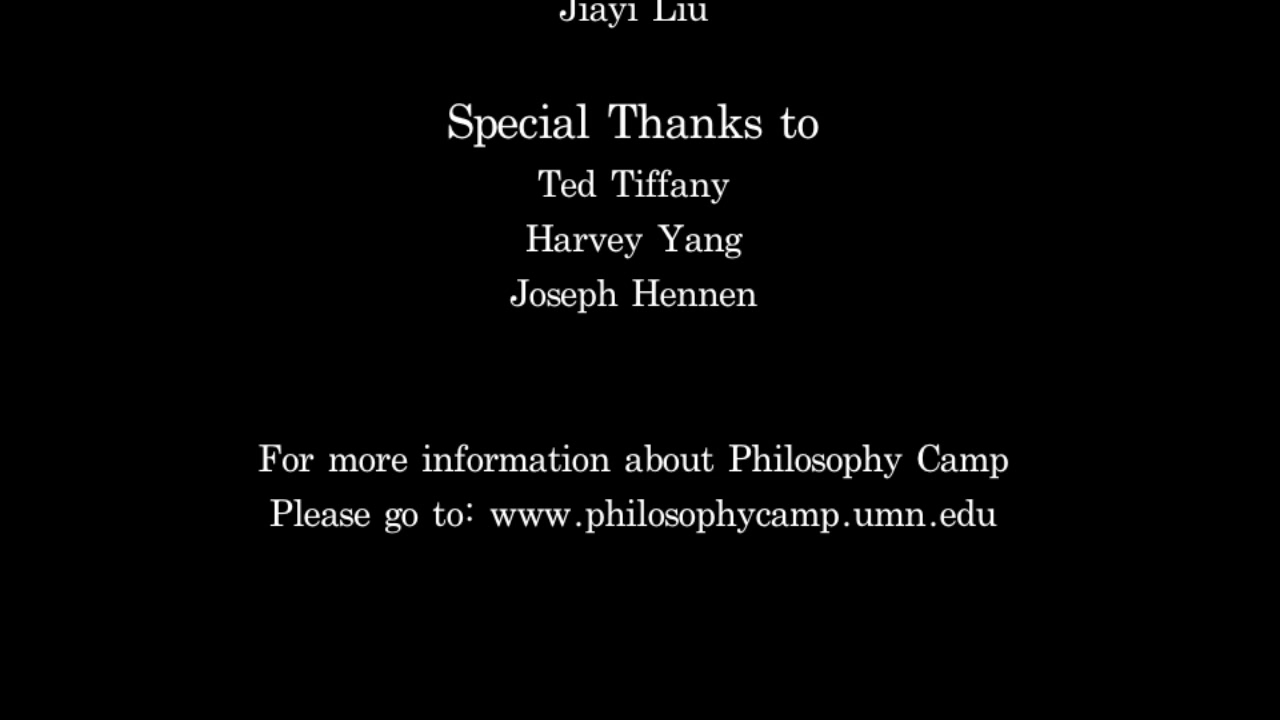 Jiayi Liu
Special Thanks to
Ted Tiffany
Harvey Yang
Joseph Hennen
For more information about Philosophy Camp
Please go to: www.philosophycamp.umn.edu